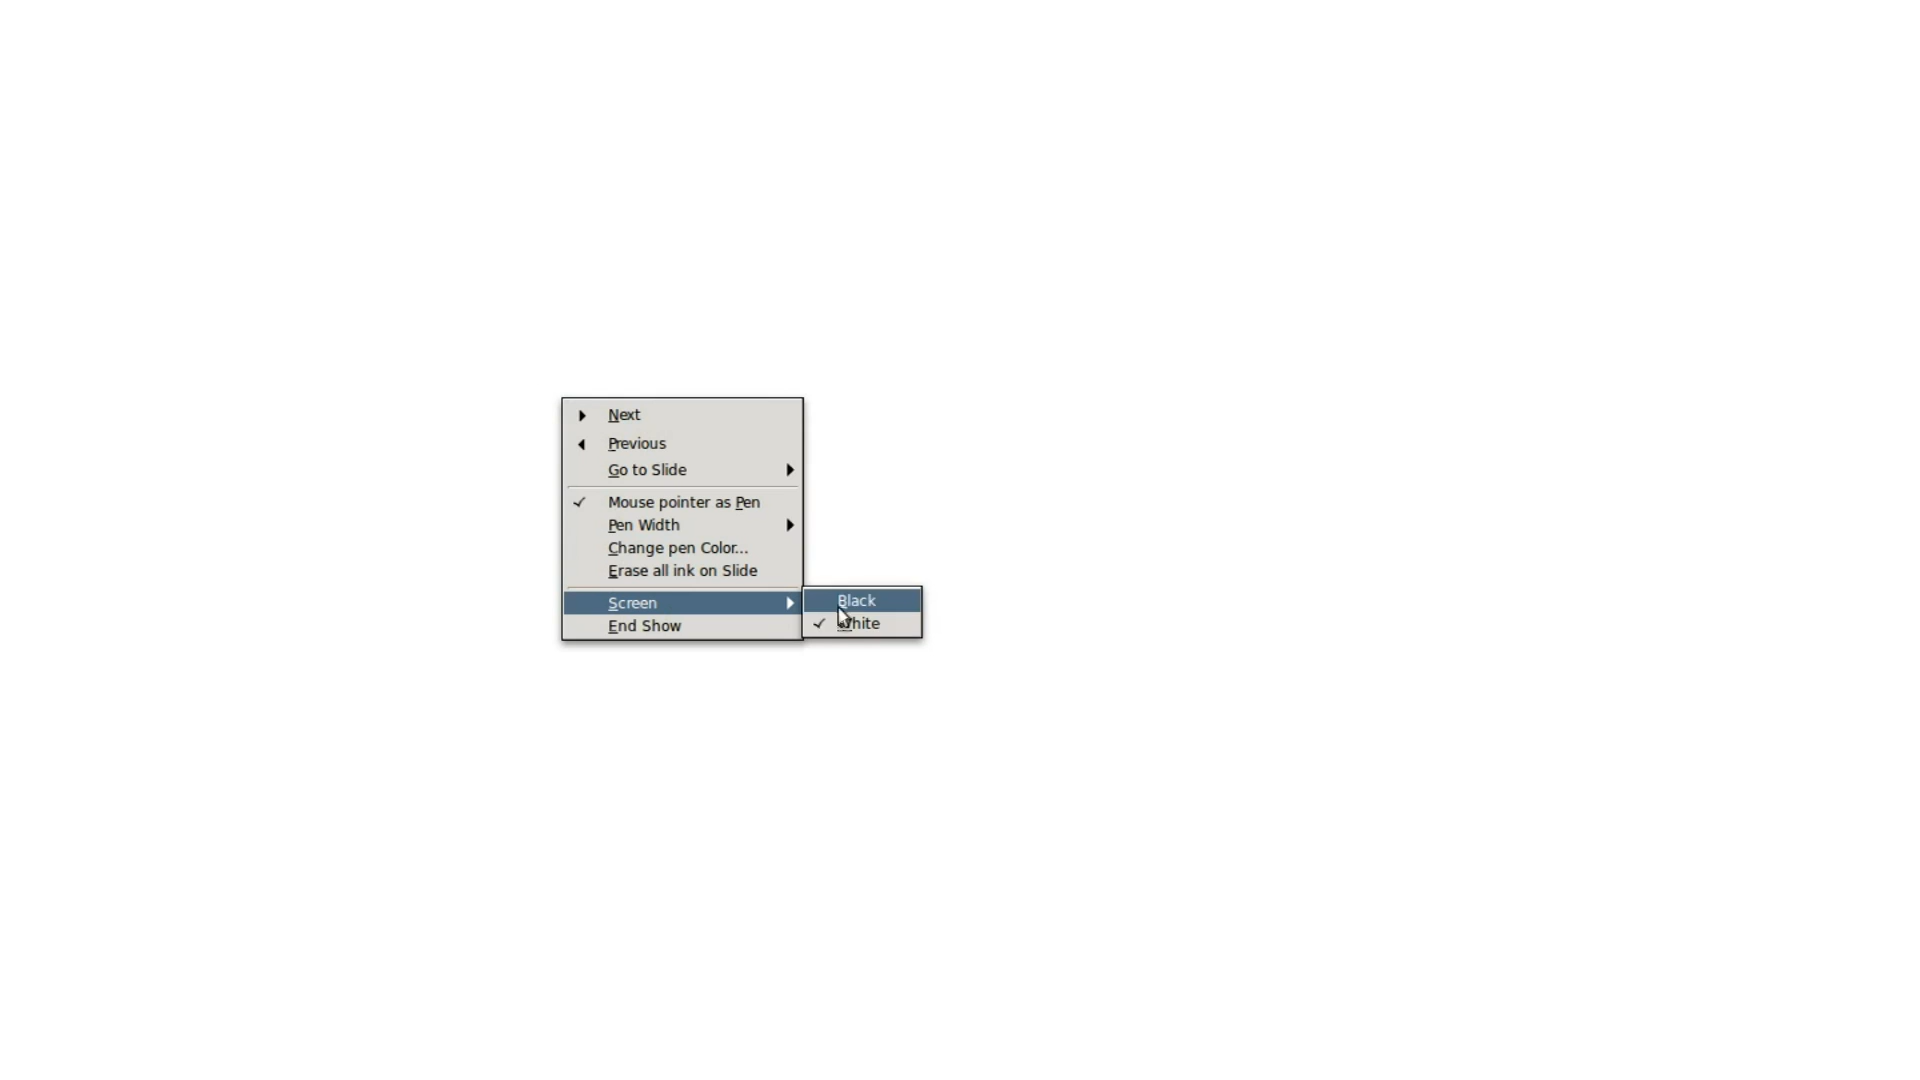 Next
Previous
Go to Slide
Mouse pointer as Pen
Pen Width
Change pen Color...
Erase all ink on Slide
Screen
End Show
Black
White